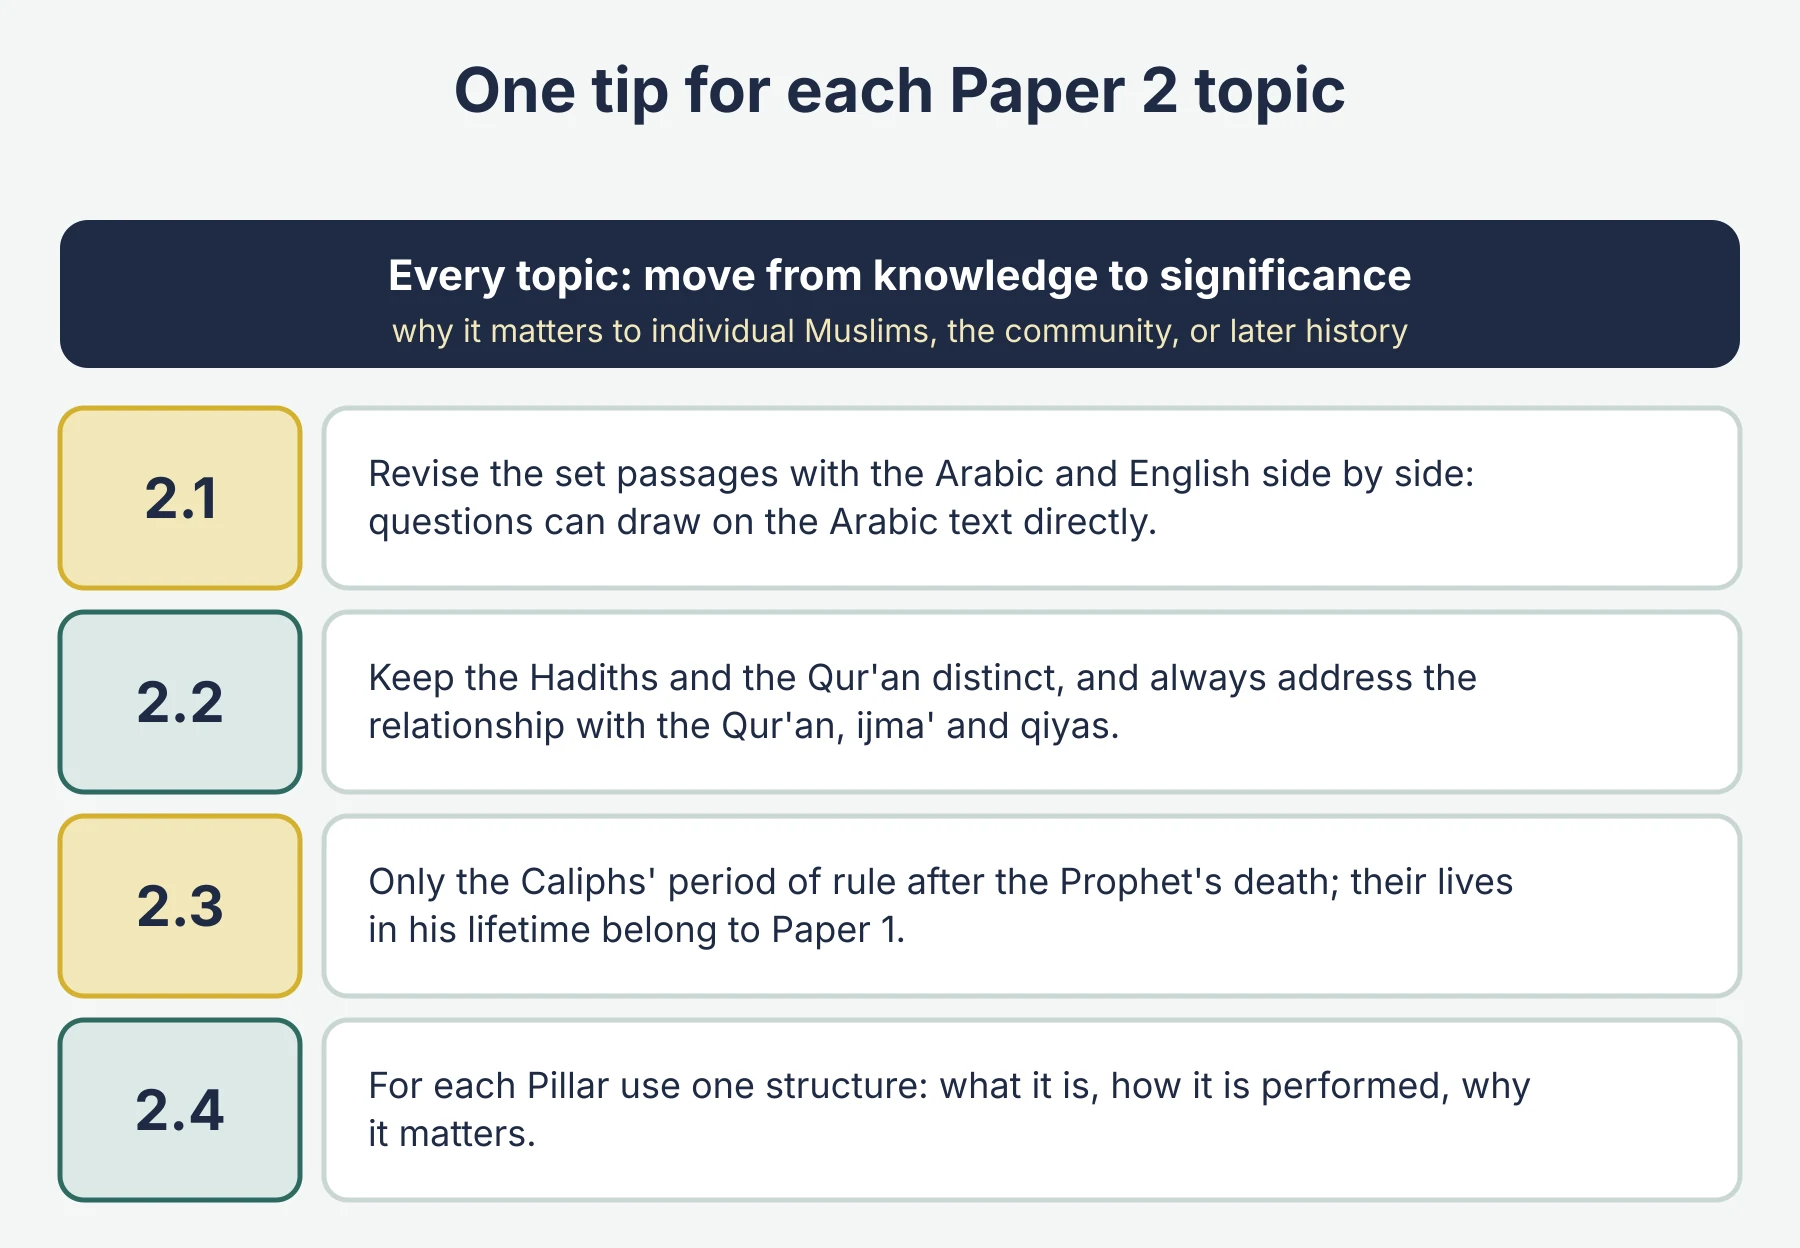 One tip for each Paper 2 topic
Every topic: move from knowledge to significance
why it matters to individual Muslims, the community, or later history
2.1
Revise the set passages with the Arabic and English side by side:
questions can draw on the Arabic text directly.
2.2
Keep the Hadiths and the Qur'an distinct, and always address the
relationship with the Qur'an, ijma' and qiyas.
2.3
Only the Caliphs' period of rule after the Prophet's death; their lives
in his lifetime belong to Paper 1.
2.4
For each Pillar use one structure: what it is, how it is performed, why
it matters.